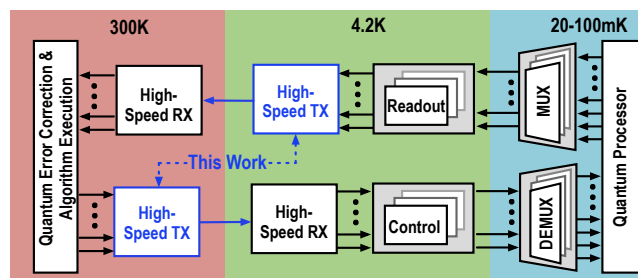 300K
4.2K
20-100mK
Quantum Error Correction &
Algorithm Execution
High-
Speed RX
High-
Speed TX
Readout
MUX
Quantum Processor
This Work
High-
Speed TX
High-
Speed RX
Control
DEMUX